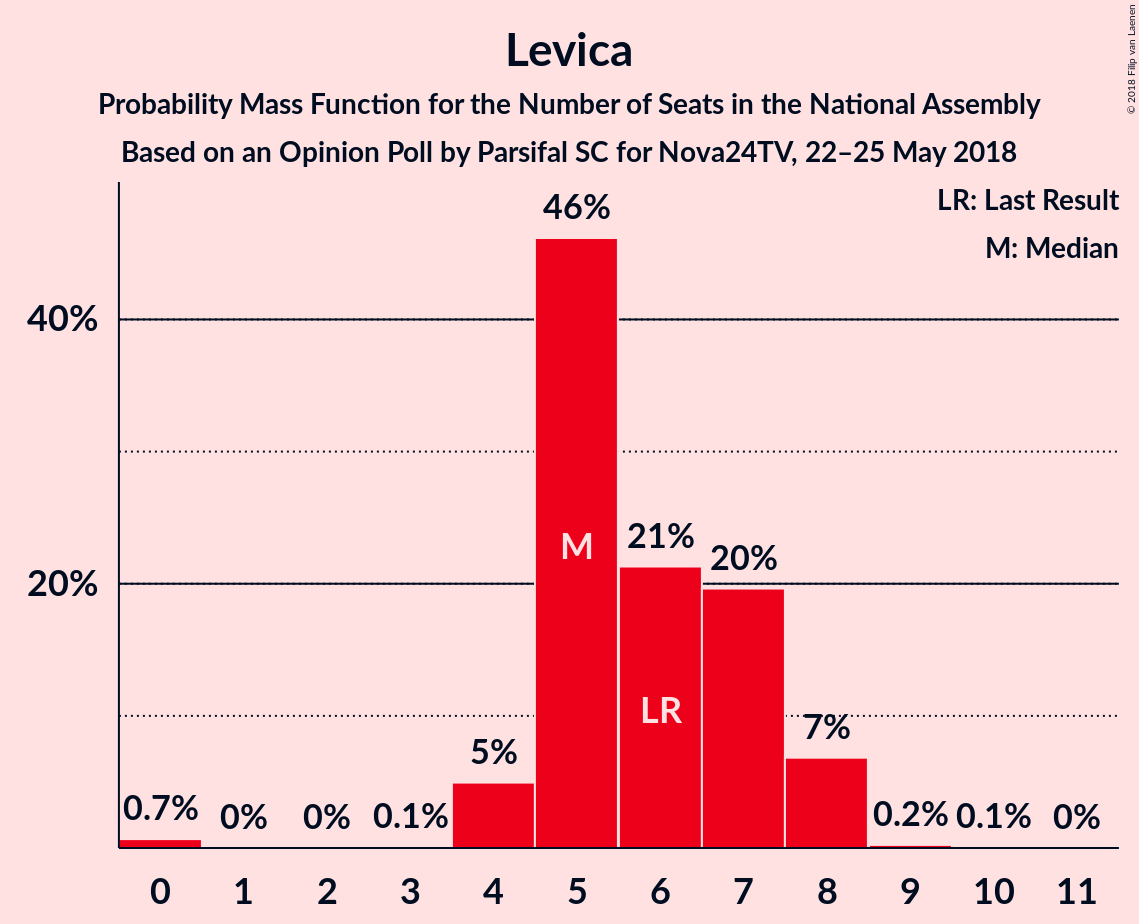 Levica
Probability Mass Function for the Number of Seats in the National Assembly
Based on an Opinion Poll by Parsifal SC for Nova24TV, 22–25 May 2018
© 2018 Filip van Laenen
LR: Last Result
M: Median
46%
40%
M
21%
20%
20%
LR
7%
5%
0.7%
0%
0%
0.1%
0.2%
0.1%
0%
0 1 2 3 4 5 6 7 8 9 10 11